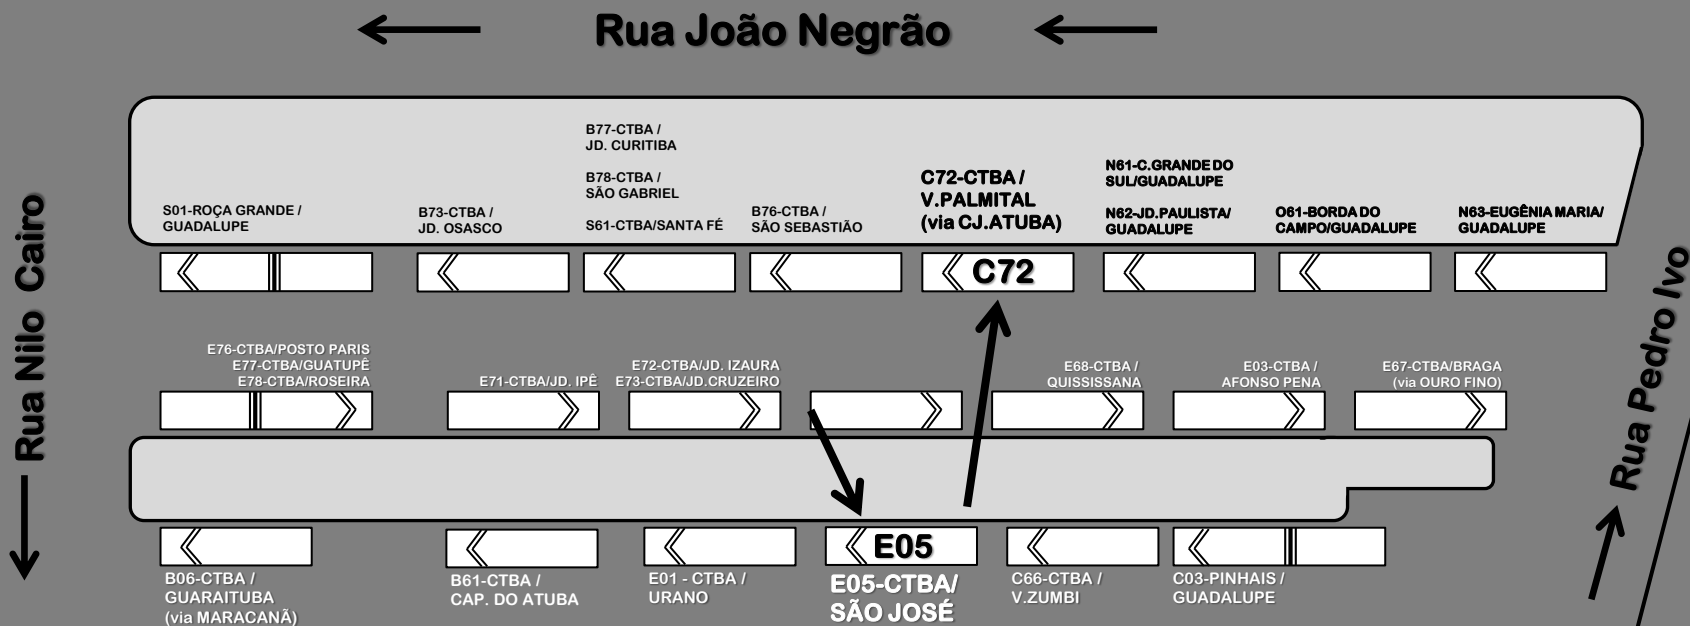 Rua João Negrão
B77-CTBA /
JD. CURITIBA
B78-CTBA /
SÃO GABRIEL
S61-CTBA/SANTA FÉ
S01-ROÇA GRANDE /
GUADALUPE
B73-CTBA /
JD. OSASCO
B76-CTBA /
SÃO SEBASTIÃO
C72-CTBA /
V.PALMITAL
(via CJ.ATUBA)
N61-C.GRANDE DO
SUL/GUADALUPE
N62-JD.PAULISTA/
GUADALUPE
O61-BORDA DO
CAMPO/GUADALUPE
N63-EUGÊNIA MARIA/
GUADALUPE
C72
Rua Nilo Cairo
Rua Pedro Ivo
E76-CTBA/POSTO PARIS
E77-CTBA/GUATUPÊ
E78-CTBA/ROSEIRA
E71-CTBA/JD. IPÊ
E72-CTBA/JD. IZAURA
E73-CTBA/JD.CRUZEIRO
E68-CTBA /
QUISSISSANA
E03-CTBA /
AFONSO PENA
E67-CTBA/BRAGA
(via OURO FINO)
E05
B06-CTBA /
GUARAITUBA
(via MARACANÃ)
B61-CTBA /
CAP. DO ATUBA
E01 - CTBA /
URANO
E05-CTBA/
SÃO JOSÉ
C66-CTBA /
V.ZUMBI
C03-PINHAIS /
GUADALUPE